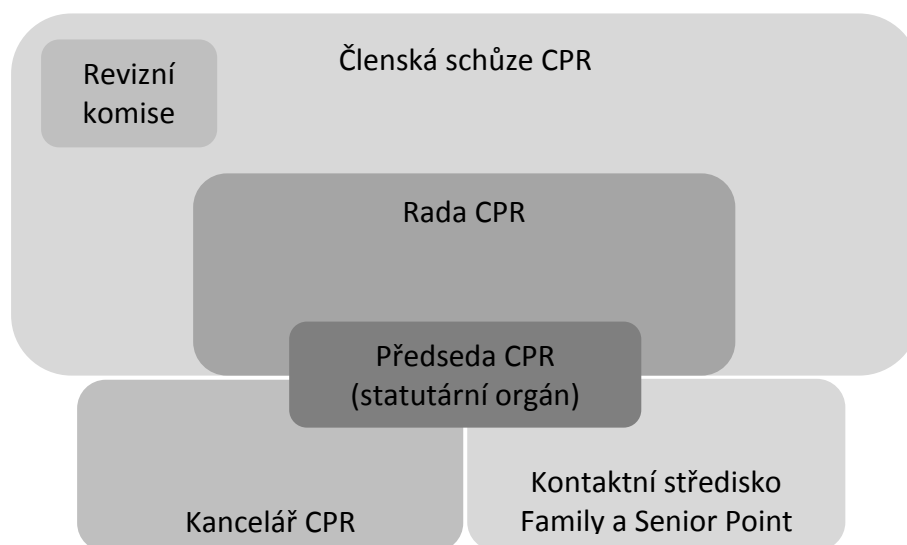 Členská schůze CPR
Revizní
komise
Rada CPR
Předseda CPR
(statutární orgán)
Kancelář CPR
Kontaktní středisko
Family a Senior Point